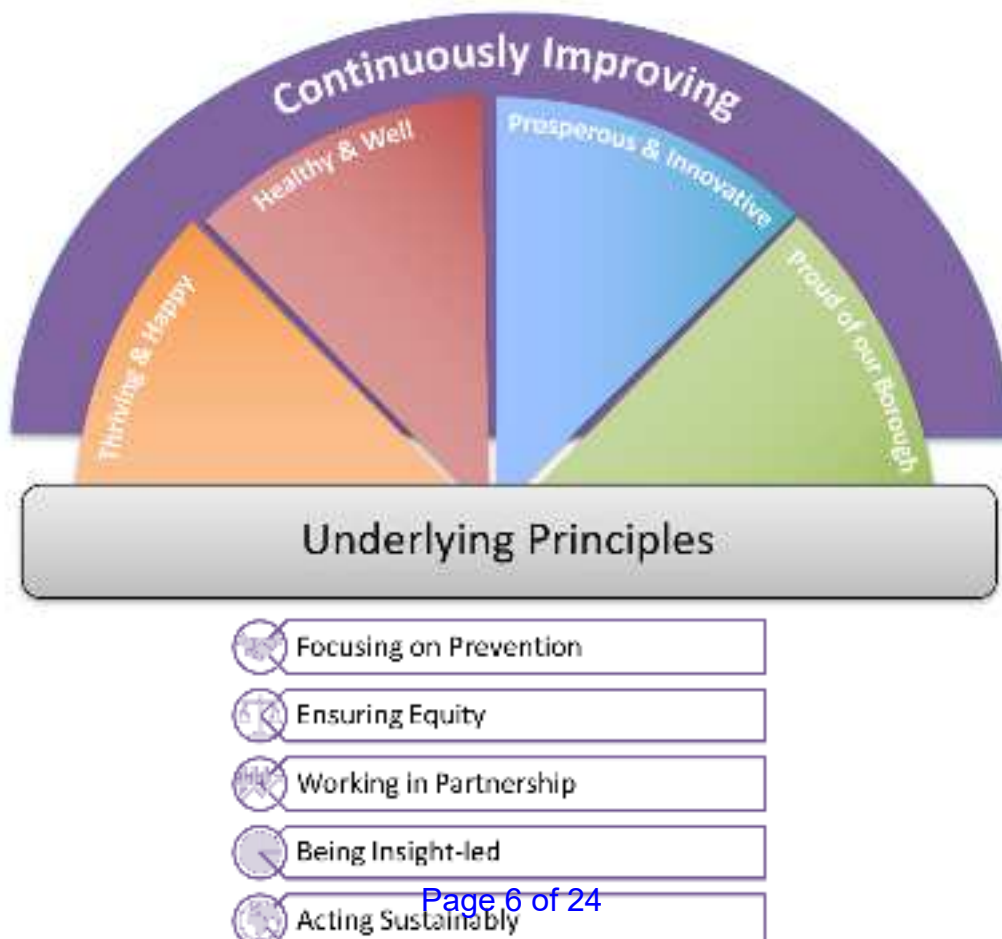 Continuously Improving
Thriving & Happy
Healthy & Well
Prosperous & Innovative
Proud of our Borough
Underlying Principles
Focusing on Prevention
Ensuring Equity
Working in Partnership
Being Insight-led
Acting Sustainably
Page 6 of 24